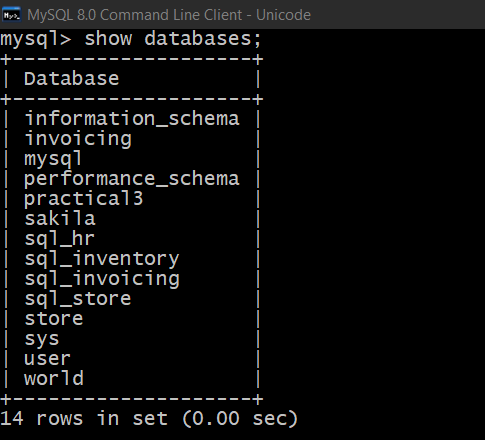 MySQL 8.0 Command Line Client - Unicode
mysql> show databases;
+--------------------+
| Database           |
+--------------------+
| information_schema |
| invoicing          |
| mysql              |
| performance_schema |
| practical3         |
| sakila             |
| sql_hr             |
| sql_inventory      |
| sql_invoicing      |
| sql_store          |
| store              |
| sys                |
| user               |
| world              |
+--------------------+
14 rows in set (0.00 sec)